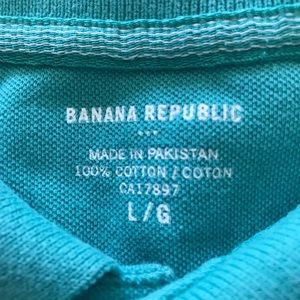 BANANA REPUBLIC
MADE IN PAKISTAN
100% COTTON / COTON
CA17897
L/G